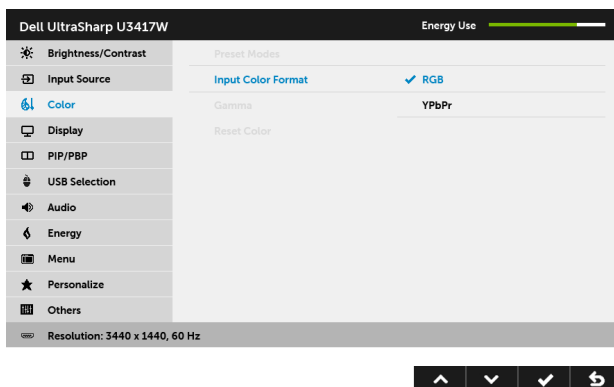 Dell UltraSharp U3417W Energy Use
Brightness/Contrast Preset Modes
Input Source Input Color Format RGB
Color Gamma YPbPr
Display Reset Color
PIP/PBP
USB Selection
Audio
Energy
Menu
Personalize
Others
Resolution: 3440 x 1440, 60 Hz